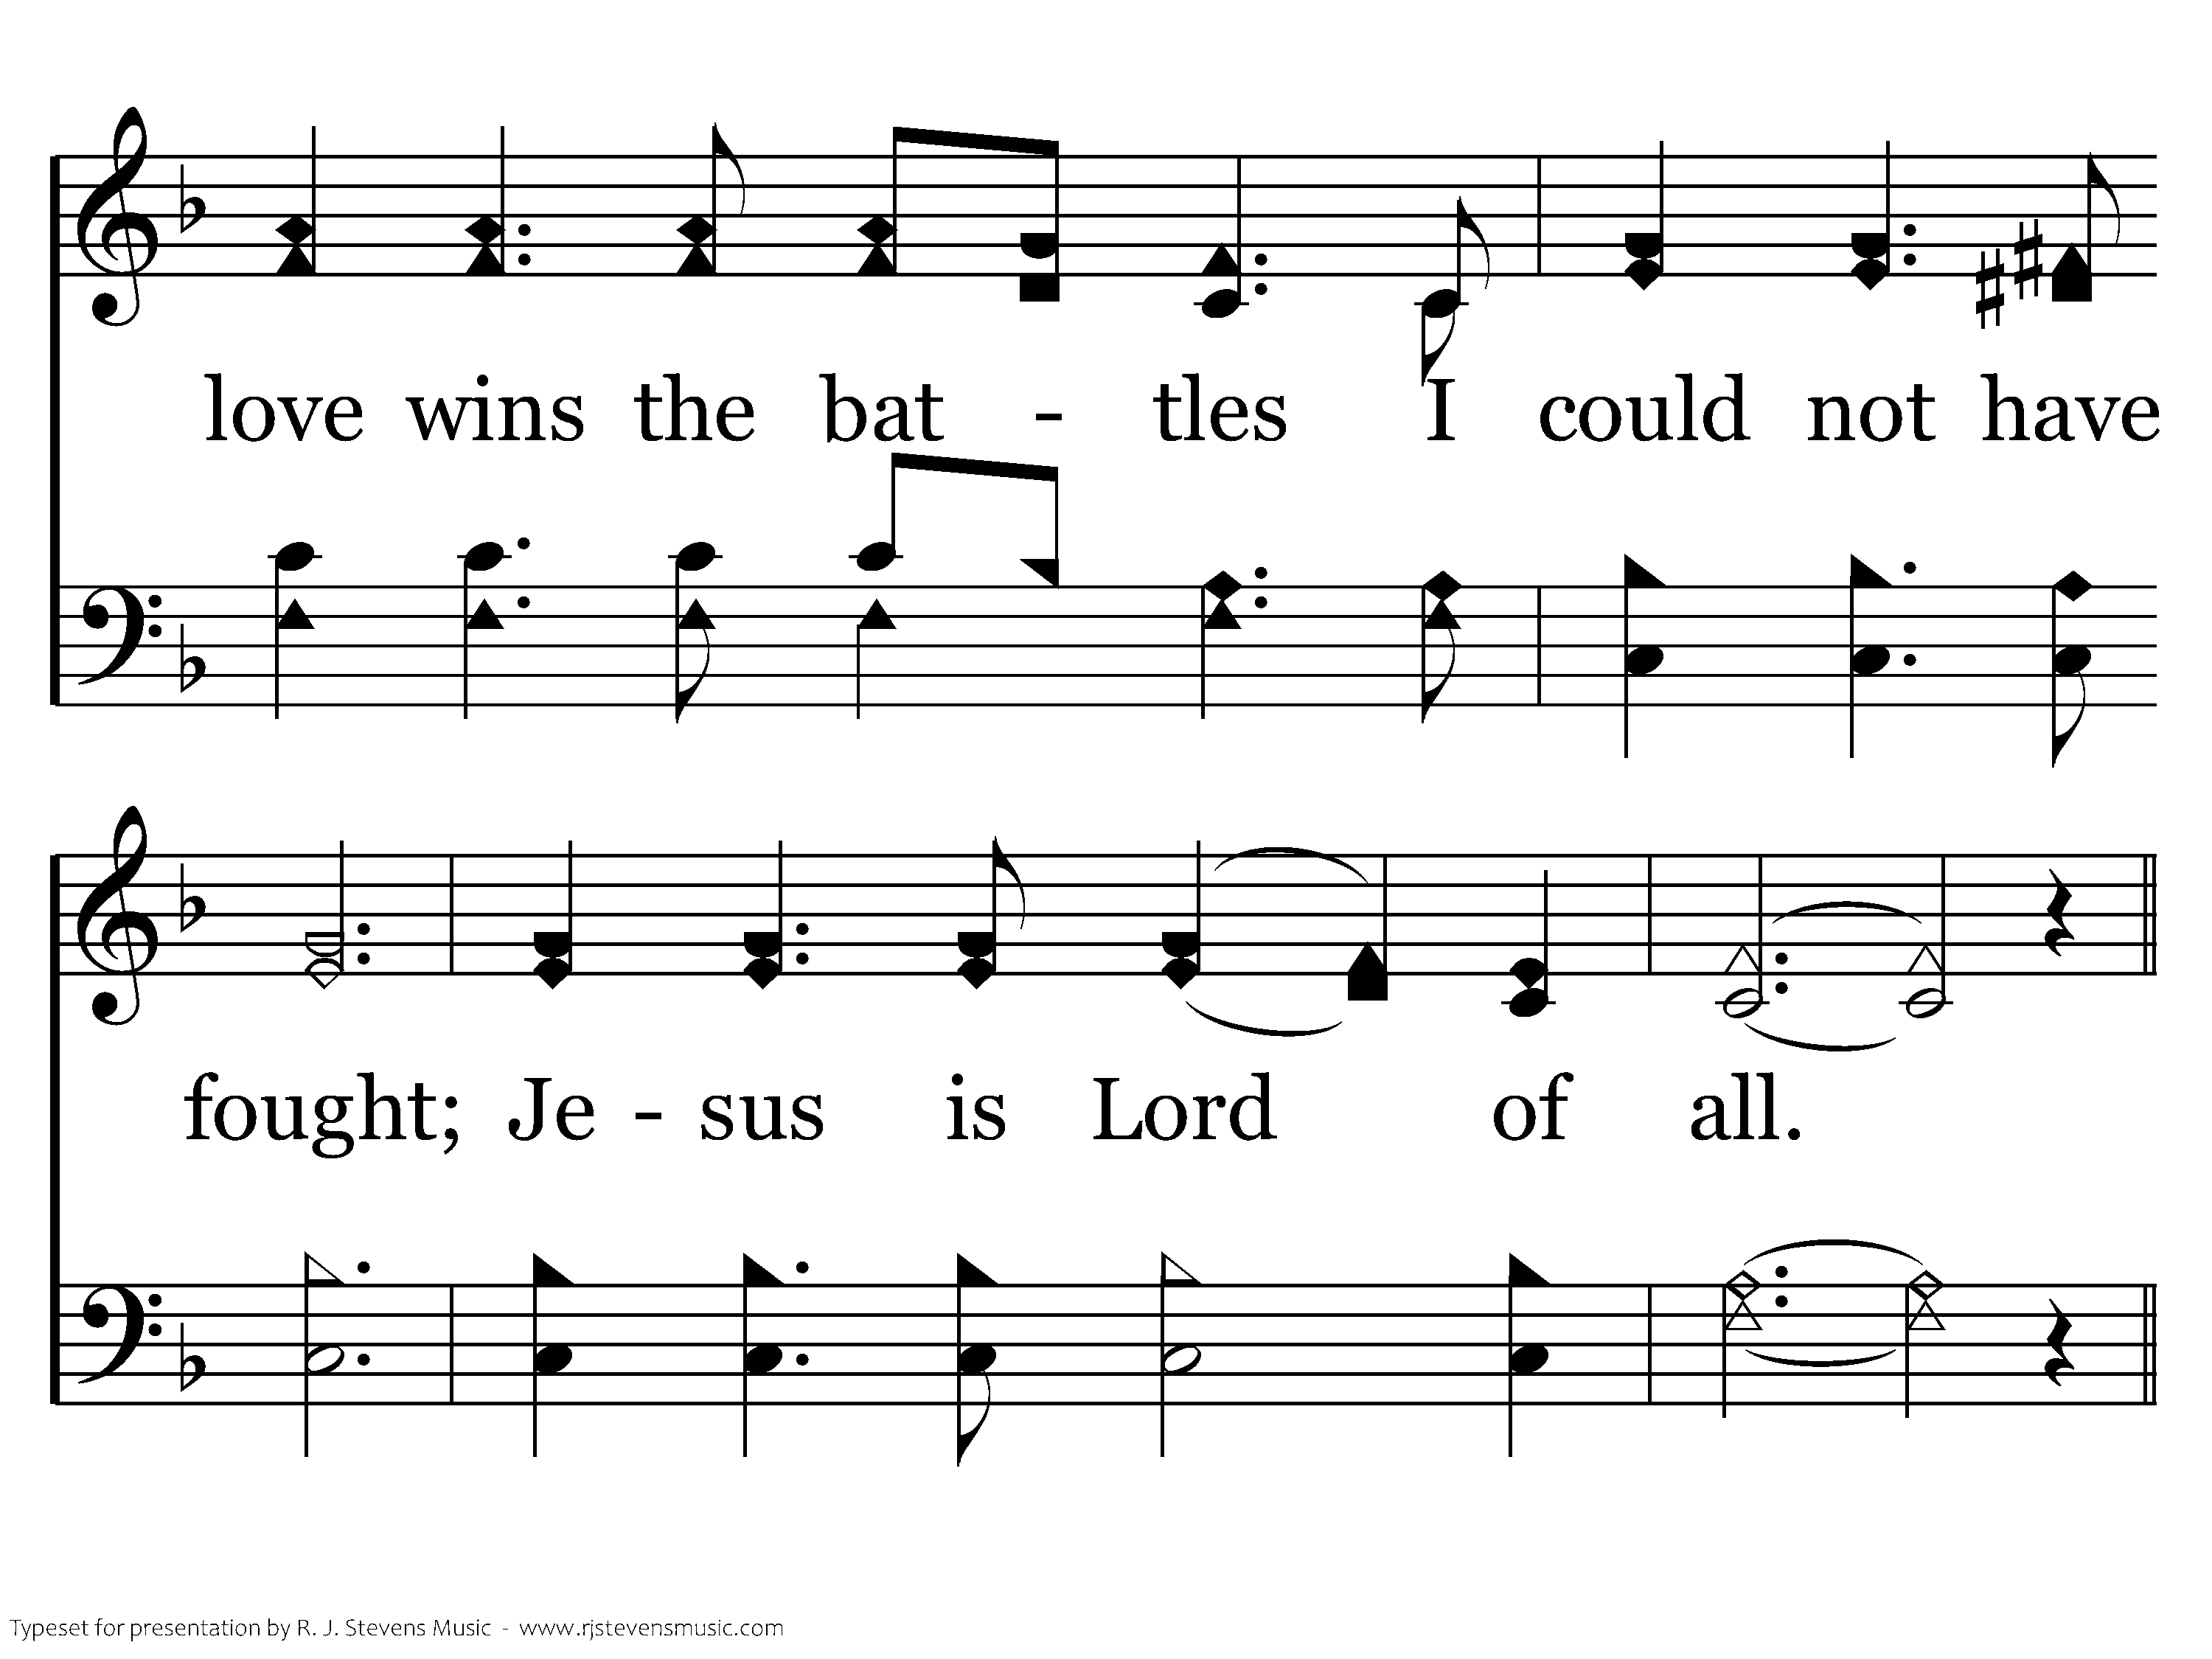 love wins the bat - tles I could not have
fought; Je - sus is Lord of all.
Typeset for presentation by R. J. Stevens Music - www.rjstevensmusic.com